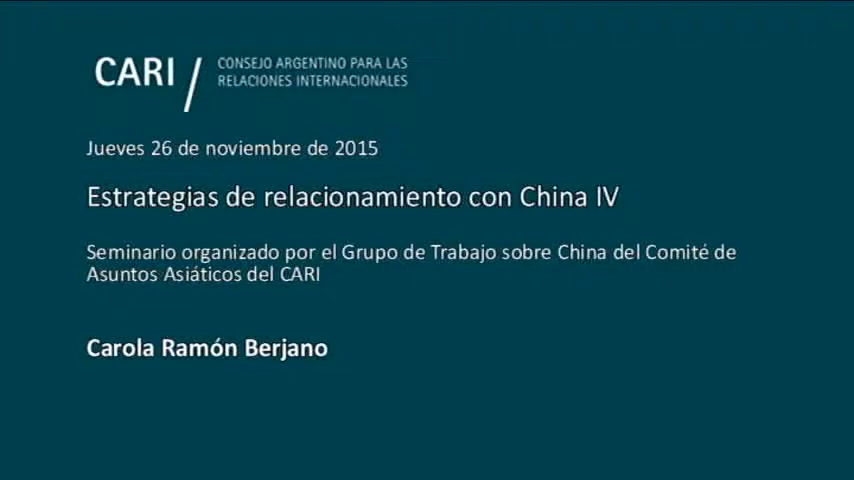 CARI / CONSEJO ARGENTINO PARA LAS
RELACIONES INTERNACIONALES
Jueves 26 de noviembre de 2015
Estrategias de relacionamiento con China IV
Seminario organizado por el Grupo de Trabajo sobre China del Comité de
Asuntos Asiáticos del CARI
Carola Ramón Berjano